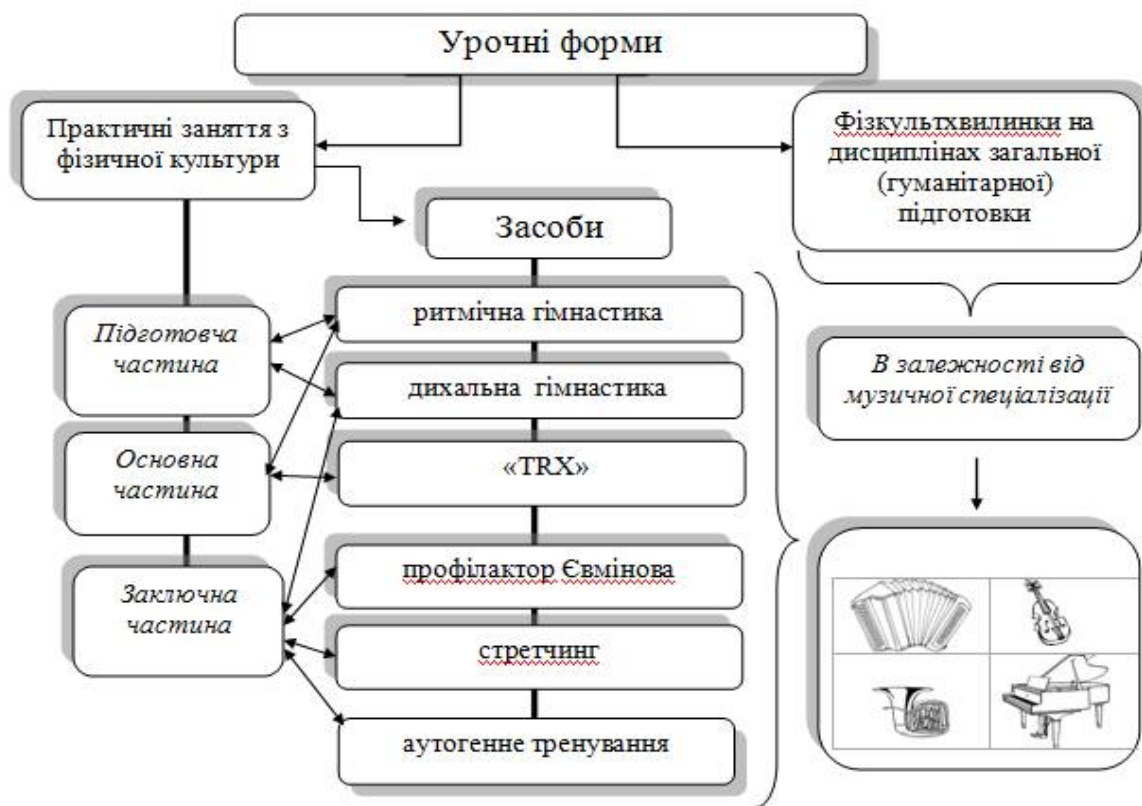 Урочні форми
Практичні заняття з
фізичної культури
Фізкультхвилинки на
дисциплінах загальної
(гуманітарної)
підготовки
Засоби
Підготовча
частина
Основна
частина
Заключна
частина
ритмічна гімнастика
дихальна гімнастика
«TRX»
профілактор Євмінова
стретчинг
аутогенне тренування
В залежності від
музичної спеціалізації